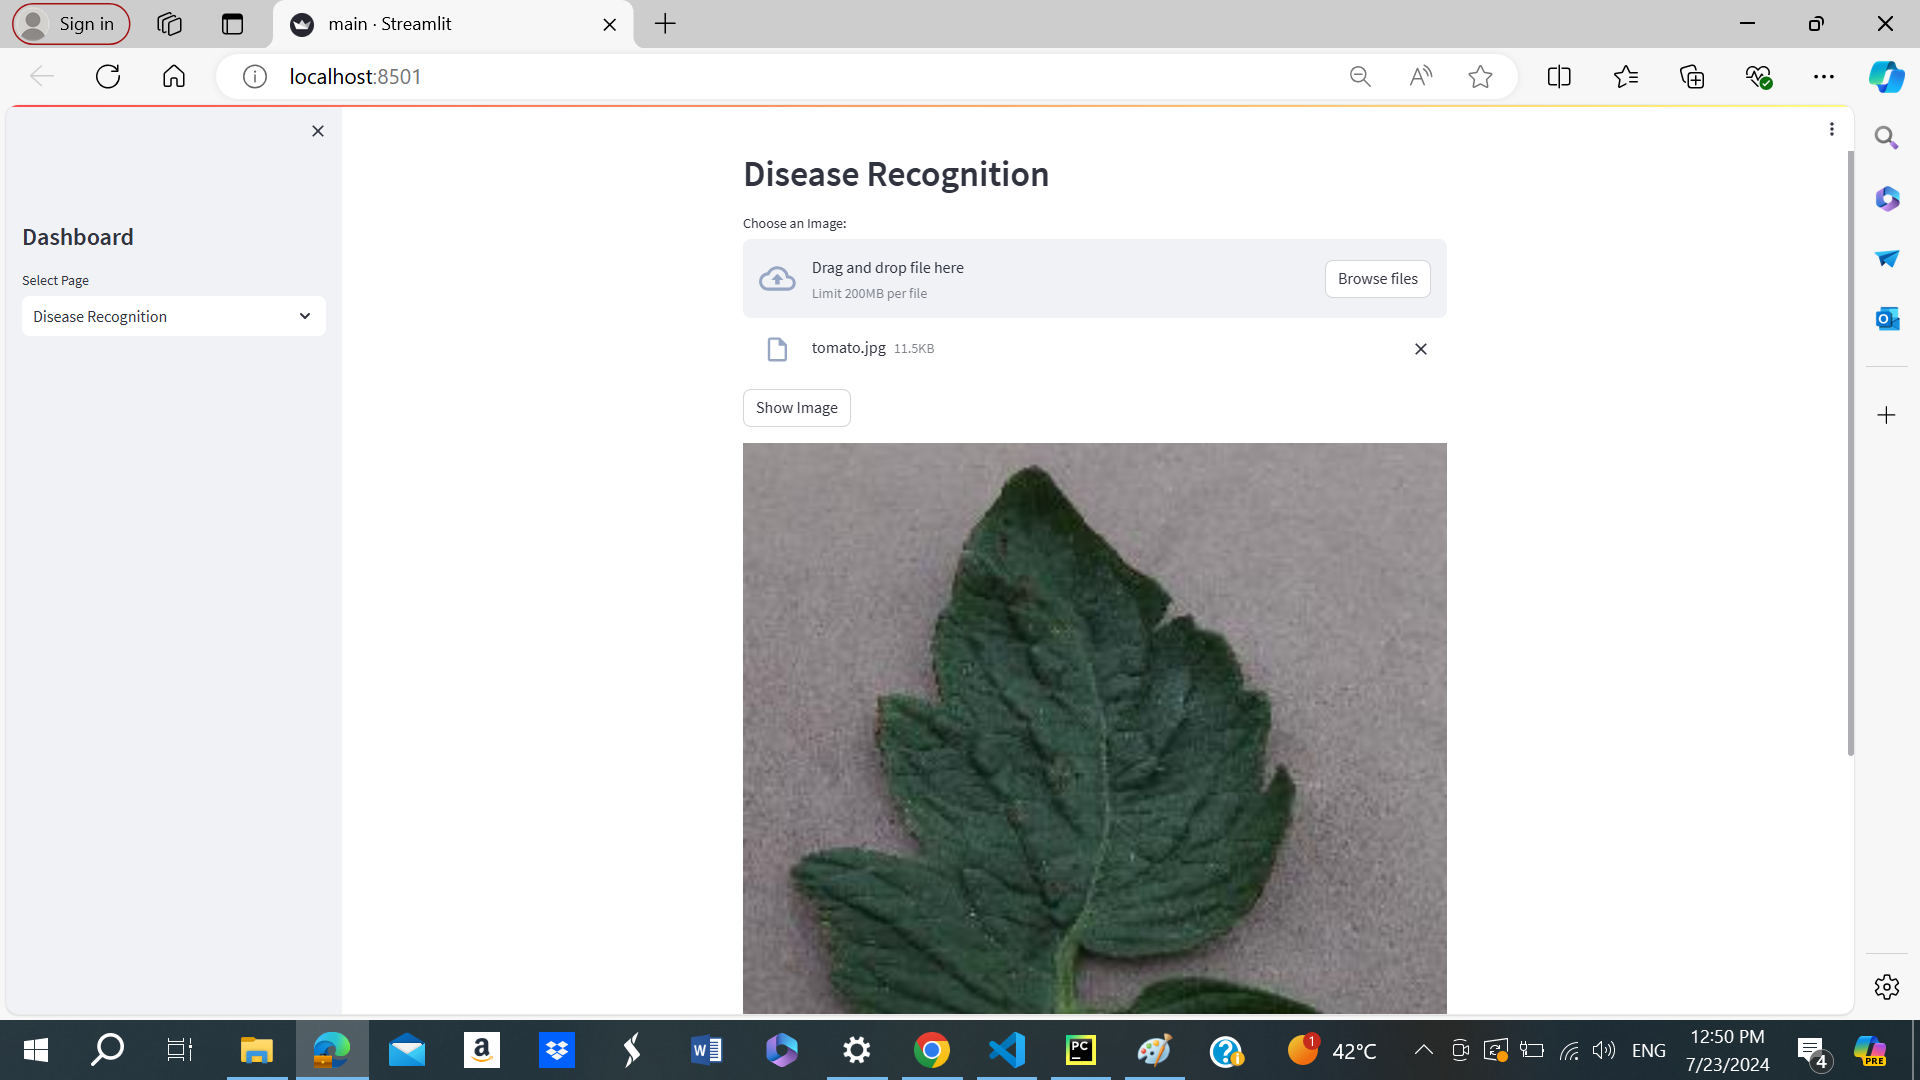 Sign in
main · Streamlit
localhost:8501
Disease Recognition
Choose an Image:
Drag and drop file here
Limit 200MB per file
Browse files
Dashboard
Select Page
Disease Recognition
tomato.jpg 11.5KB
Show Image
42°C
1
ENG
12:50 PM
7/23/2024
4
PC
PRE